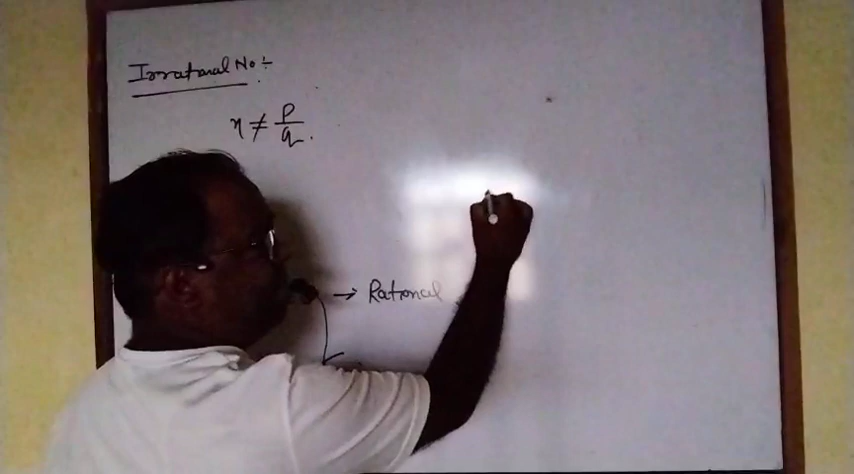 Irrational No :-
n ≠ p/q.
→ Rational